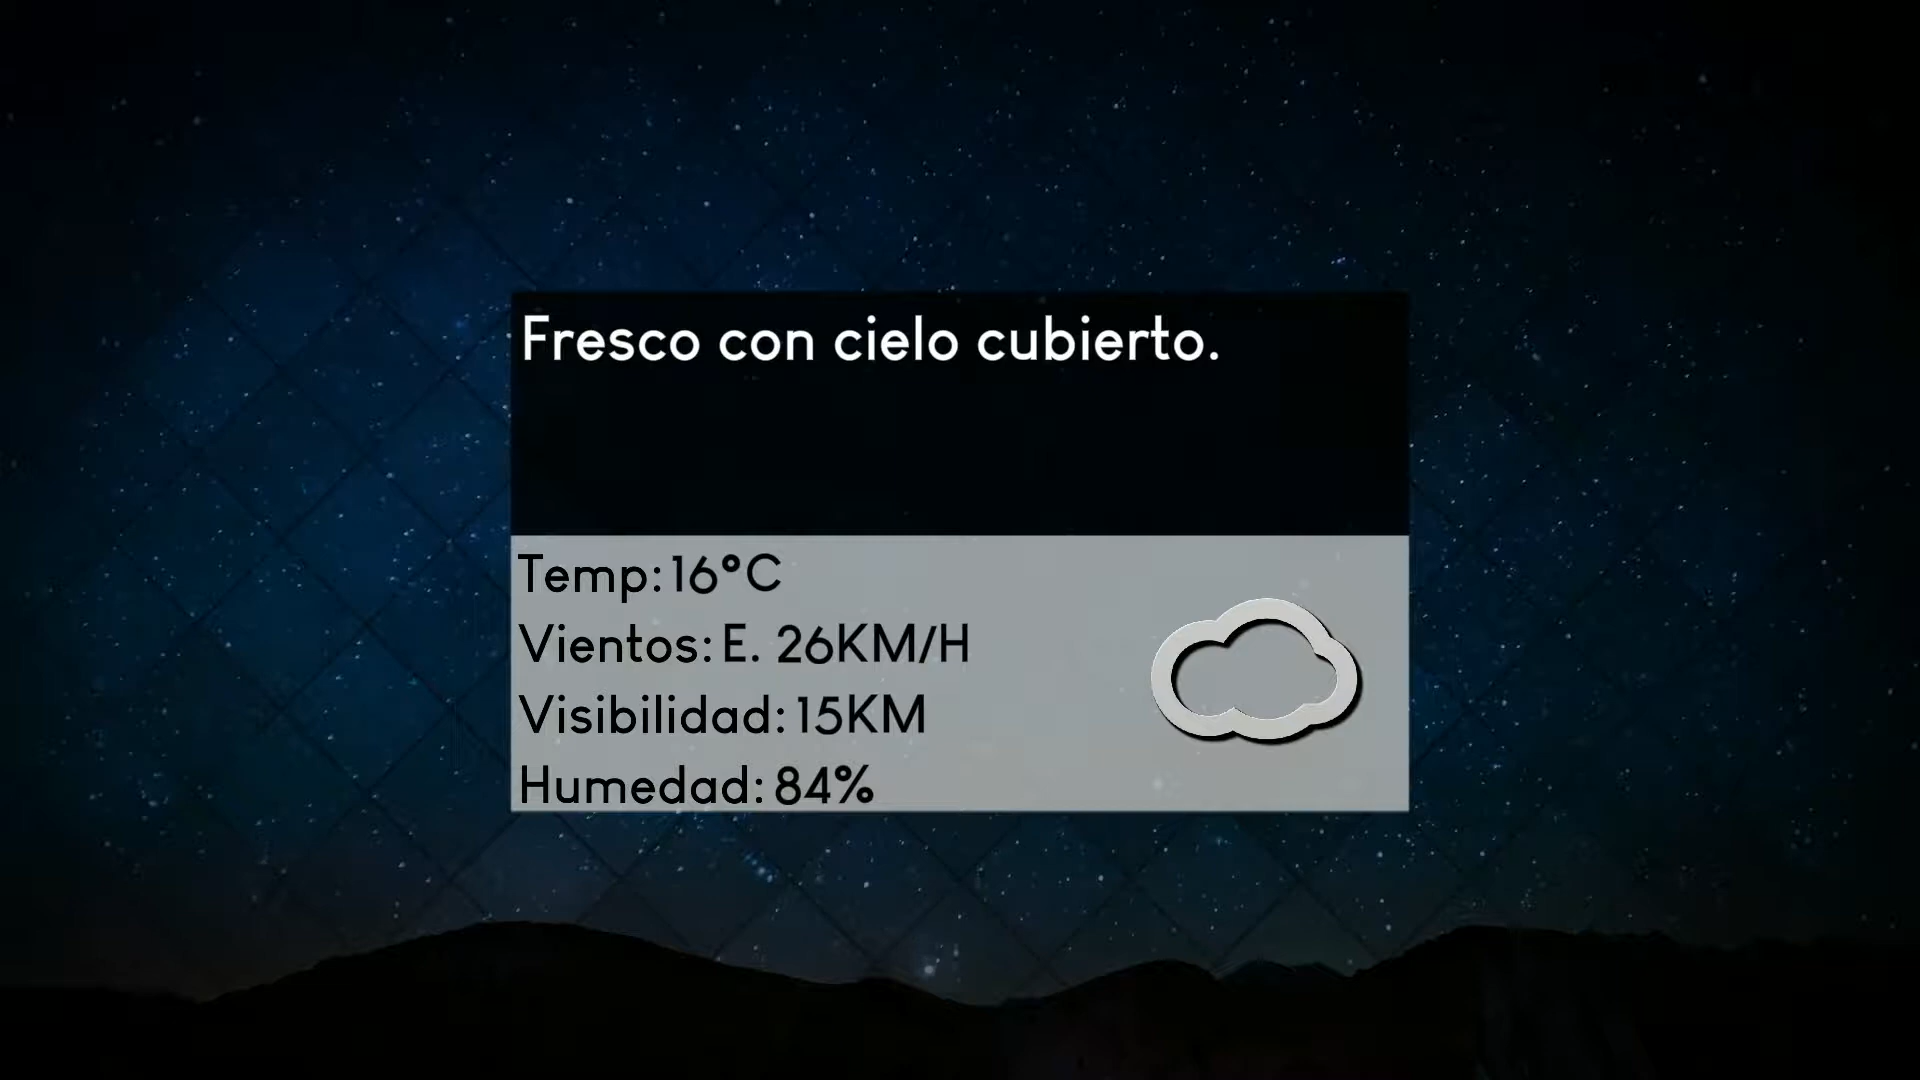 Fresco con cielo cubierto.
Temp: 16°C
Vientos: E. 26KM/H
Visibilidad: 15KM
Humedad: 84%